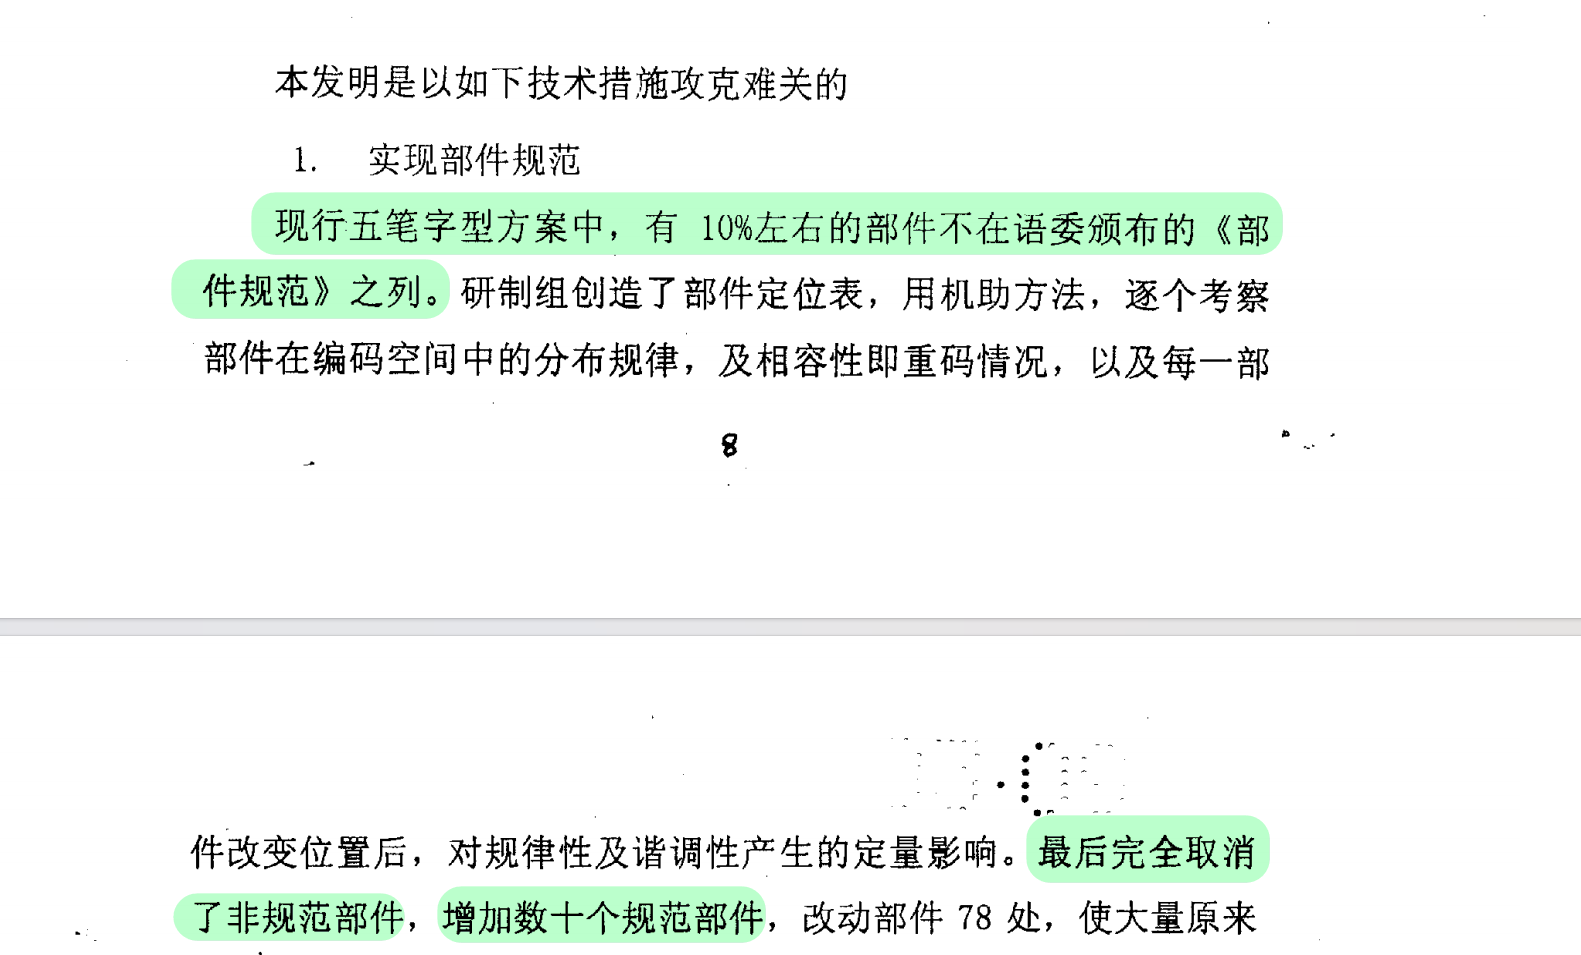 本发明是以如下技术措施攻克难关的
1. 实现部件规范
现行五笔字型方案中，有 10%左右的部件不在语委颁布的《部
件规范》之列。研制组创造了部件定位表，用机助方法，逐个考察
部件在编码空间中的分布规律，及相容性即重码情况，以及每一部
8
件改变位置后，对规律性及谐调性产生的定量影响。最后完全取消
了非规范部件，增加数十个规范部件，改动部件 78 处，使大量原来